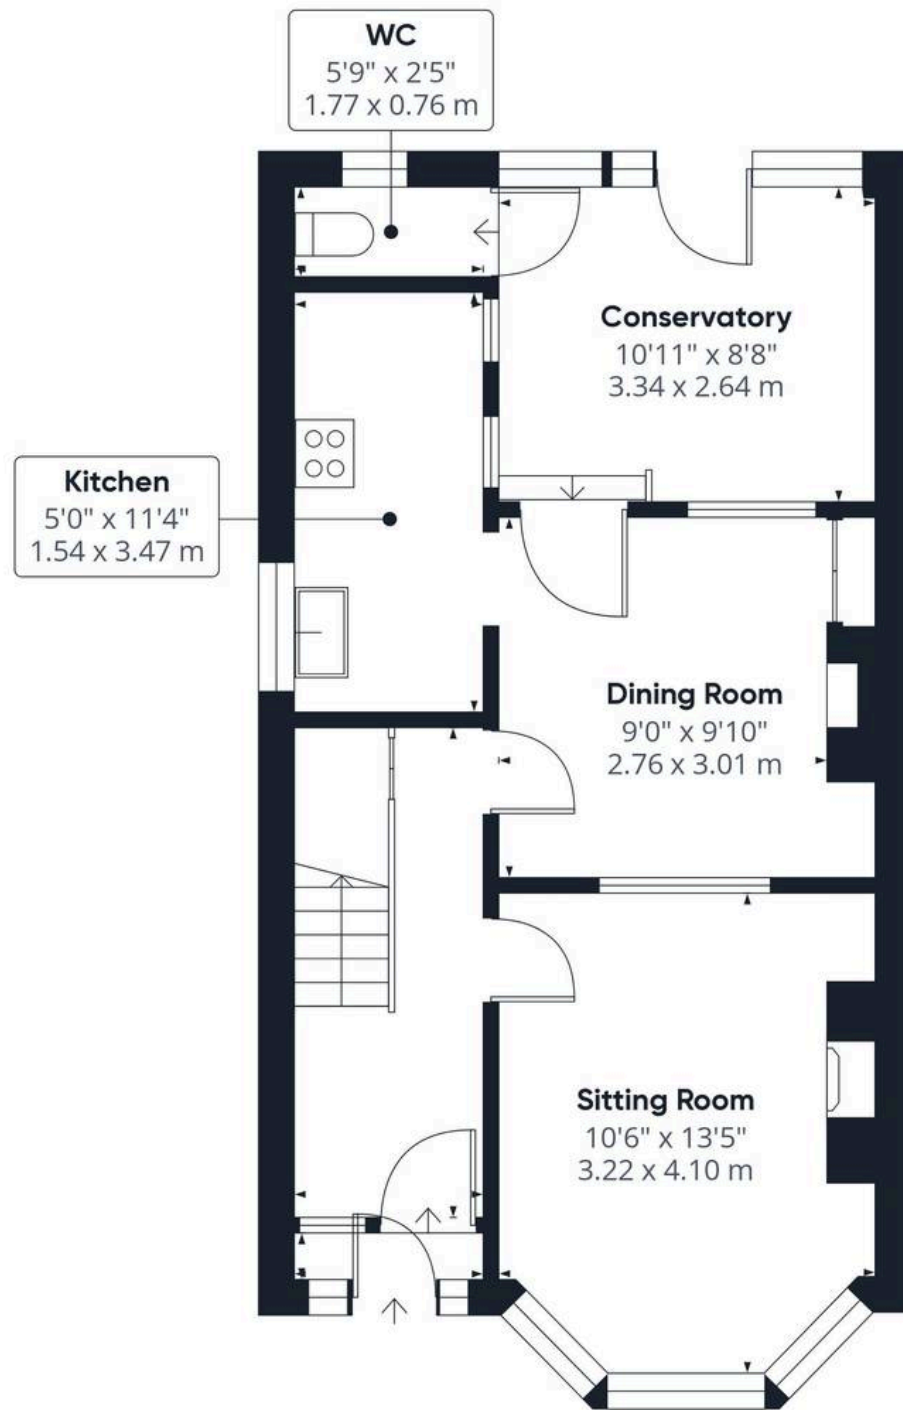 WC
5'9" x 2'5"
1.77 x 0.76 m
Conservatory
10'11" x 8'8"
3.34 x 2.64 m
Kitchen
5'0" x 11'4"
1.54 x 3.47 m
Dining Room
9'0" x 9'10"
2.76 x 3.01 m
Sitting Room
10'6" x 13'5"
3.22 x 4.10 m